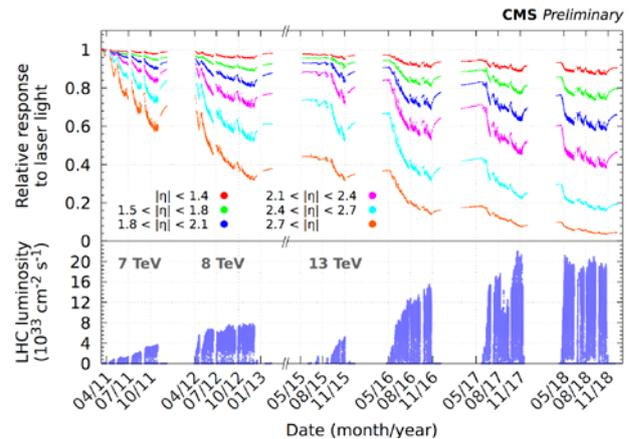 CMS Preliminary
Relative response
to laser light
1
0.8
0.6
0.4
0.2
0
|η| < 1.4
1.5 < |η| < 1.8
1.8 < |η| < 2.1
2.1 < |η| < 2.4
2.4 < |η| < 2.7
2.7 < |η|
LHC luminosity
(10³³ cm⁻² s⁻¹)
20
16
12
8
4
0
7 TeV
8 TeV
13 TeV
04/11
07/11
10/11
04/12
07/12
10/12
01/13
05/15
08/15
11/15
05/16
08/16
11/16
05/17
08/17
11/17
05/18
08/18
11/18
Date (month/year)